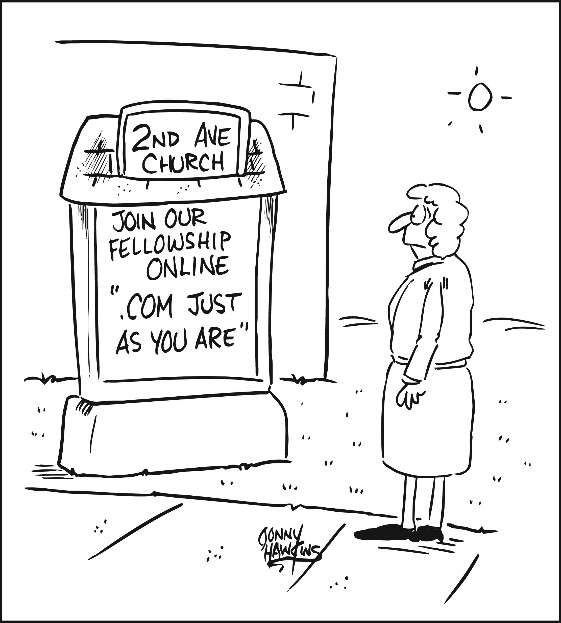 2ND AVE
CHURCH
JOIN OUR
FELLOWSHIP
ONLINE
".COM JUST
AS YOU ARE"
JONNY
HAWKINS